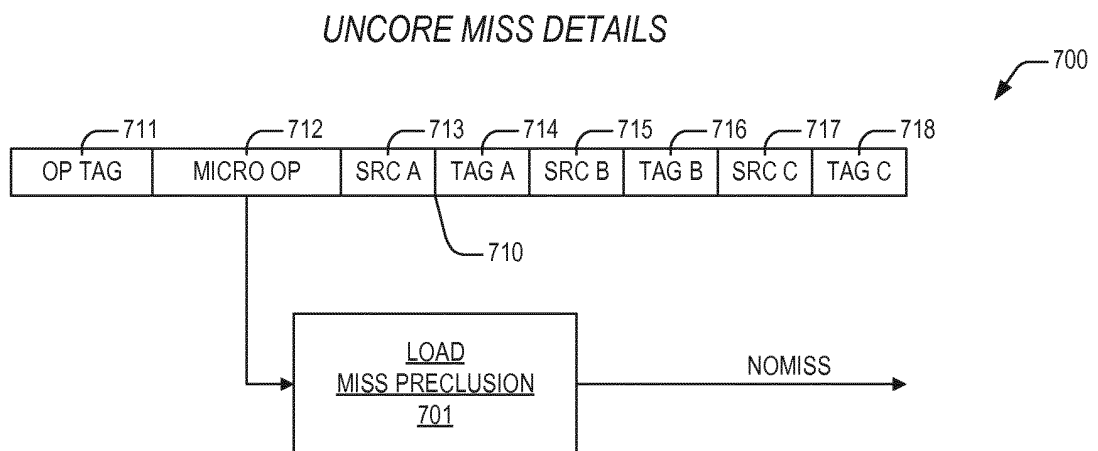 UNCORE MISS DETAILS
700
711 712 713 714 715 716 717 718
OP TAG MICRO OP SRC A TAG A SRC B TAG B SRC C TAG C
710
LOAD
MISS PRECLUSION
701
NOMISS